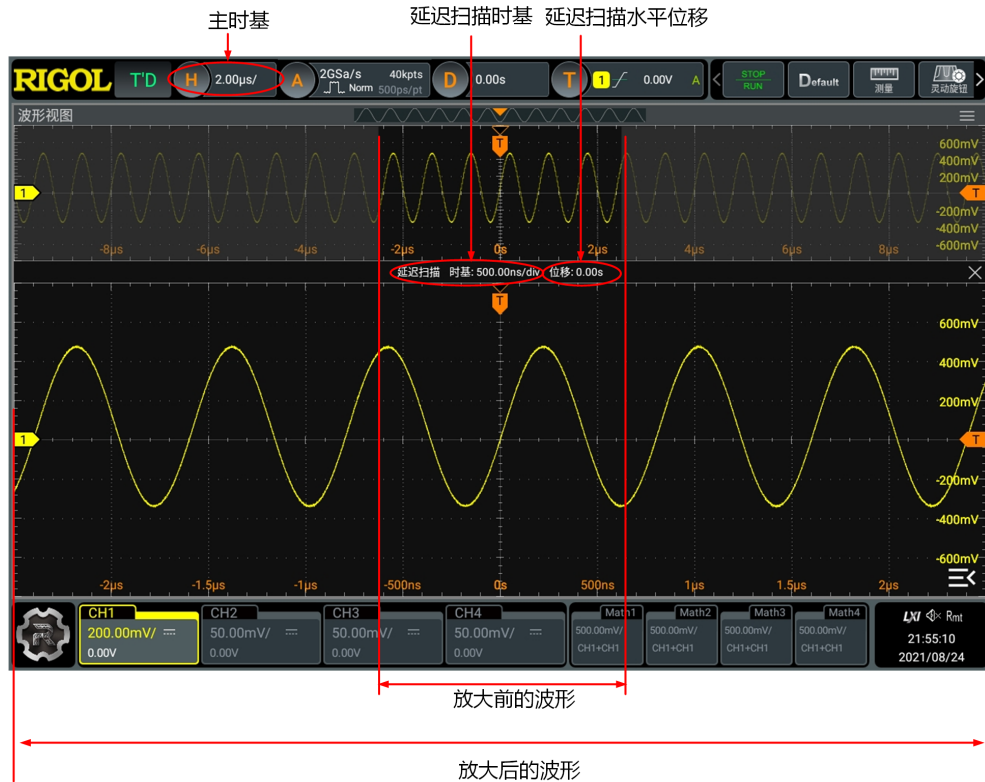 主时基
延迟扫描时基 延迟扫描水平位移
RIGOL T'D H 2.00μs/ A 2GSa/s 40kpts Norm 500ps/pt D 0.00s T 1 0.00V A < STOP RUN Default 测量 灵动旋钮 >
波形视图
T
600mV
400mV
200mV
1 T
-200mV
-400mV
-600mV
-8μs -6μs -4μs -2μs 0s 2μs 4μs 6μs 8μs
延迟扫描 时基: 500.00ns/div 位移: 0.00s
T
600mV
400mV
200mV
1 T
-200mV
-400mV
-600mV
-2μs -1.5μs -1μs -500ns 0s 500ns 1μs 1.5μs 2μs
CH1 CH2 CH3 CH4 Math1 Math2 Math3 Math4
200.00mV/ 50.00mV/ 50.00mV/ 50.00mV/ 500.00mV/ 500.00mV/ 500.00mV/ 500.00mV/
0.00V 0.00V 0.00V 0.00V CH1+CH1 CH1+CH1 CH1+CH1 CH1+CH1
LXI Rmt
21:55:10
2021/08/24
放大前的波形
放大后的波形